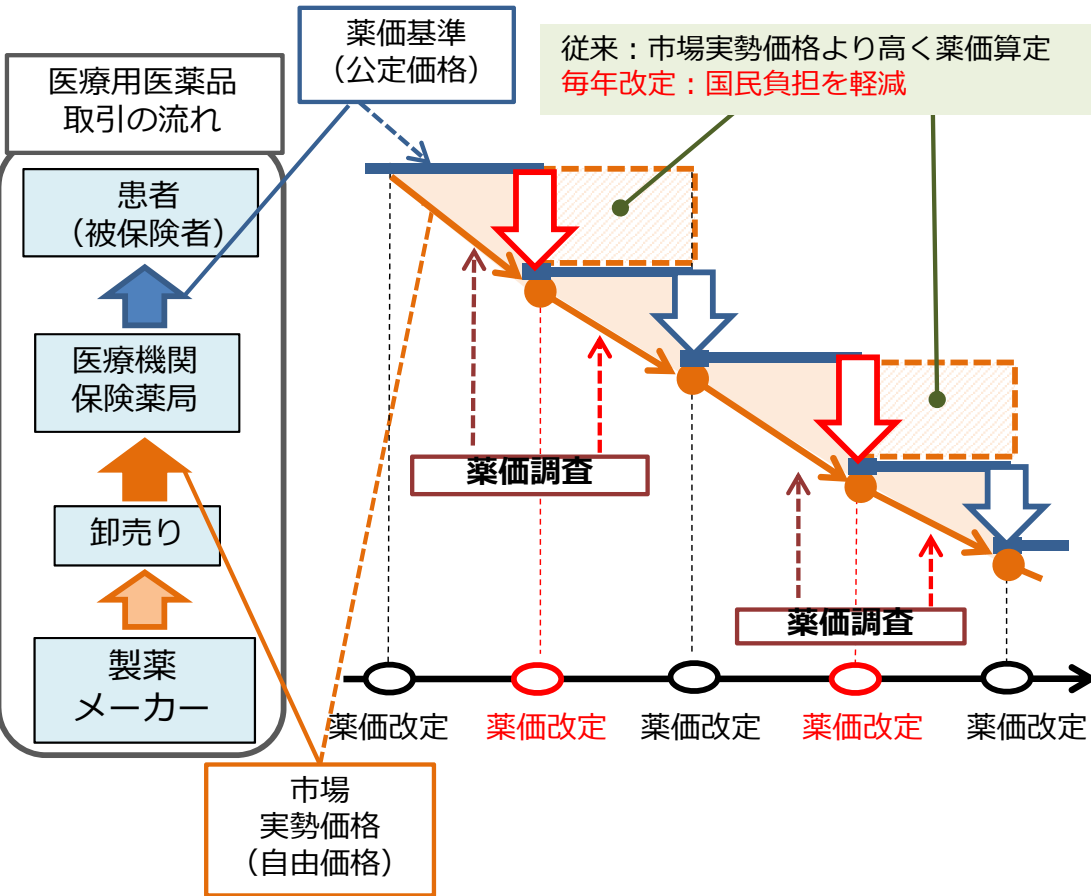 薬価基準
（公定価格）
従来：市場実勢価格より高く薬価算定
毎年改定：国民負担を軽減
医療用医薬品
取引の流れ
患者
（被保険者）
医療機関
保険薬局
卸売り
製薬
メーカー
薬価調査
薬価調査
薬価改定
薬価改定
薬価改定
薬価改定
薬価改定
市場
実勢価格
（自由価格）